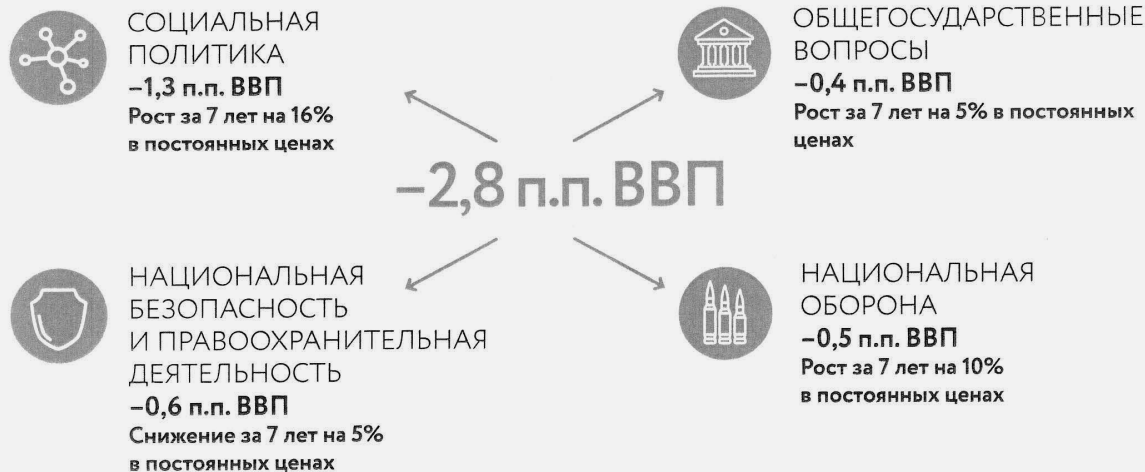 СОЦИАЛЬНАЯ
ПОЛИТИКА
–1,3 п.п. ВВП
Рост за 7 лет на 16%
в постоянных ценах
ОБЩЕГОСУДАРСТВЕННЫЕ
ВОПРОСЫ
–0,4 п.п. ВВП
Рост за 7 лет на 5% в постоянных
ценах
–2,8 п.п. ВВП
НАЦИОНАЛЬНАЯ
БЕЗОПАСНОСТЬ
И ПРАВООХРАНИТЕЛЬНАЯ
ДЕЯТЕЛЬНОСТЬ
–0,6 п.п. ВВП
Снижение за 7 лет на 5%
в постоянных ценах
НАЦИОНАЛЬНАЯ
ОБОРОНА
–0,5 п.п. ВВП
Рост за 7 лет на 10%
в постоянных ценах